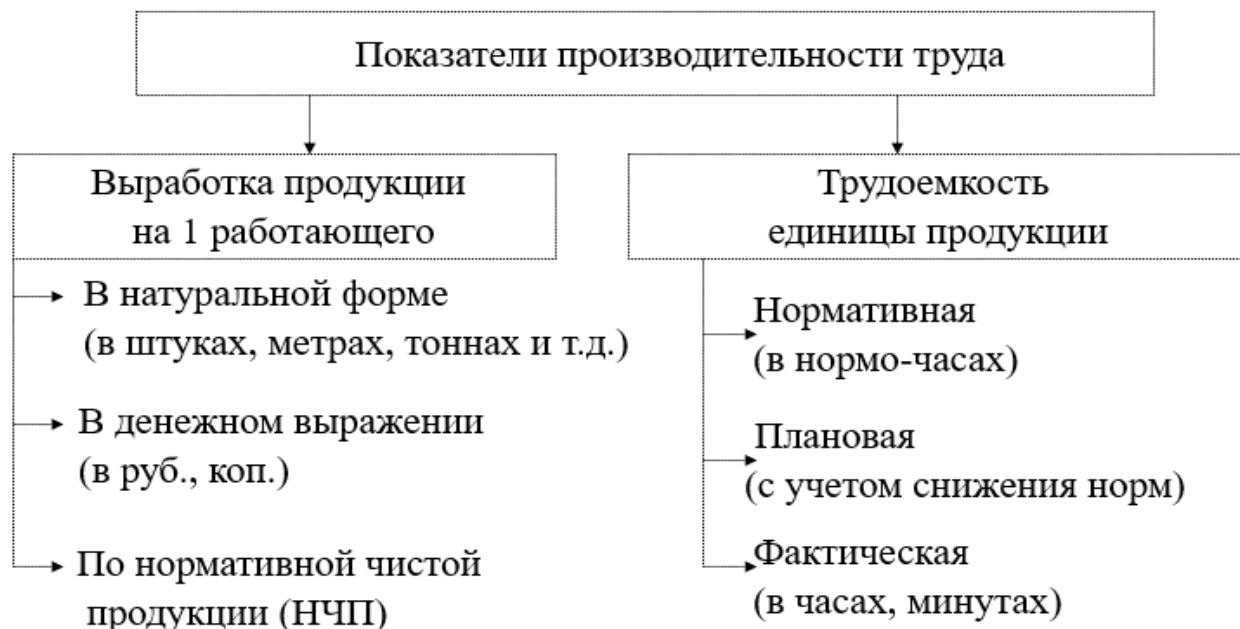 Показатели производительности труда
Выработка продукции
на 1 работающего
В натуральной форме
(в штуках, метрах, тоннах и т.д.)
В денежном выражении
(в руб., коп.)
По нормативной чистой
продукции (НЧП)
Трудоемкость
единицы продукции
Нормативная
(в нормо-часах)
Плановая
(с учетом снижения норм)
Фактическая
(в часах, минутах)